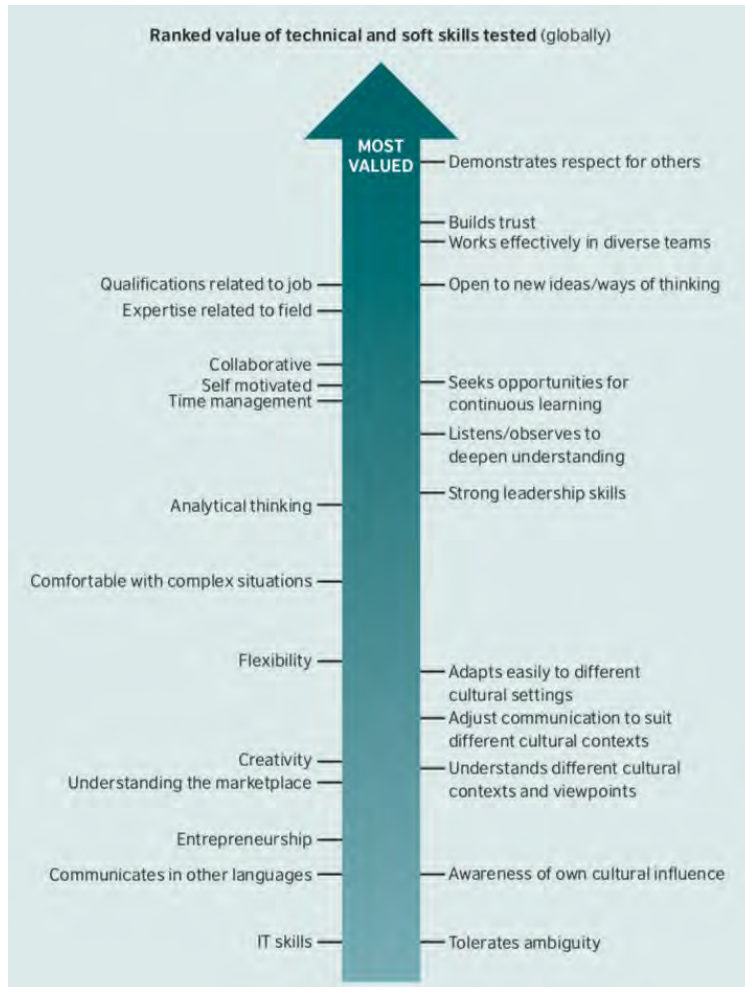 Ranked value of technical and soft skills tested (globally)
MOST
VALUED
Demonstrates respect for others
Builds trust
Works effectively in diverse teams
Qualifications related to job
Open to new ideas/ways of thinking
Expertise related to field
Collaborative
Self motivated
Seeks opportunities for
continuous learning
Time management
Listens/observes to
deepen understanding
Strong leadership skills
Analytical thinking
Comfortable with complex situations
Flexibility
Adapts easily to different
cultural settings
Adjust communication to suit
different cultural contexts
Creativity
Understands different cultural
contexts and viewpoints
Understanding the marketplace
Entrepreneurship
Communicates in other languages
Awareness of own cultural influence
IT skills
Tolerates ambiguity